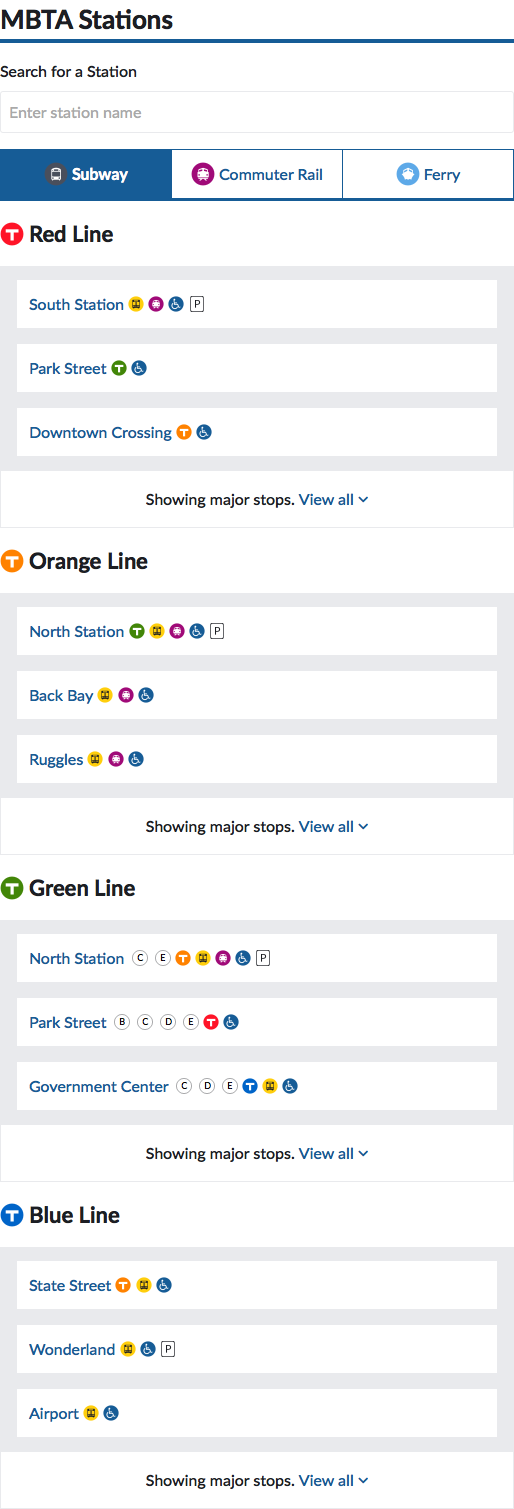 MBTA Stations
Search for a Station
Enter station name
Subway Commuter Rail Ferry
T Red Line
South Station P
Park Street T
Downtown Crossing T
Showing major stops. View all
T Orange Line
North Station T P
Back Bay
Ruggles
Showing major stops. View all
T Green Line
North Station C E T P
Park Street B C D E T
Government Center C D E T
Showing major stops. View all
T Blue Line
State Street T
Wonderland P
Airport
Showing major stops. View all